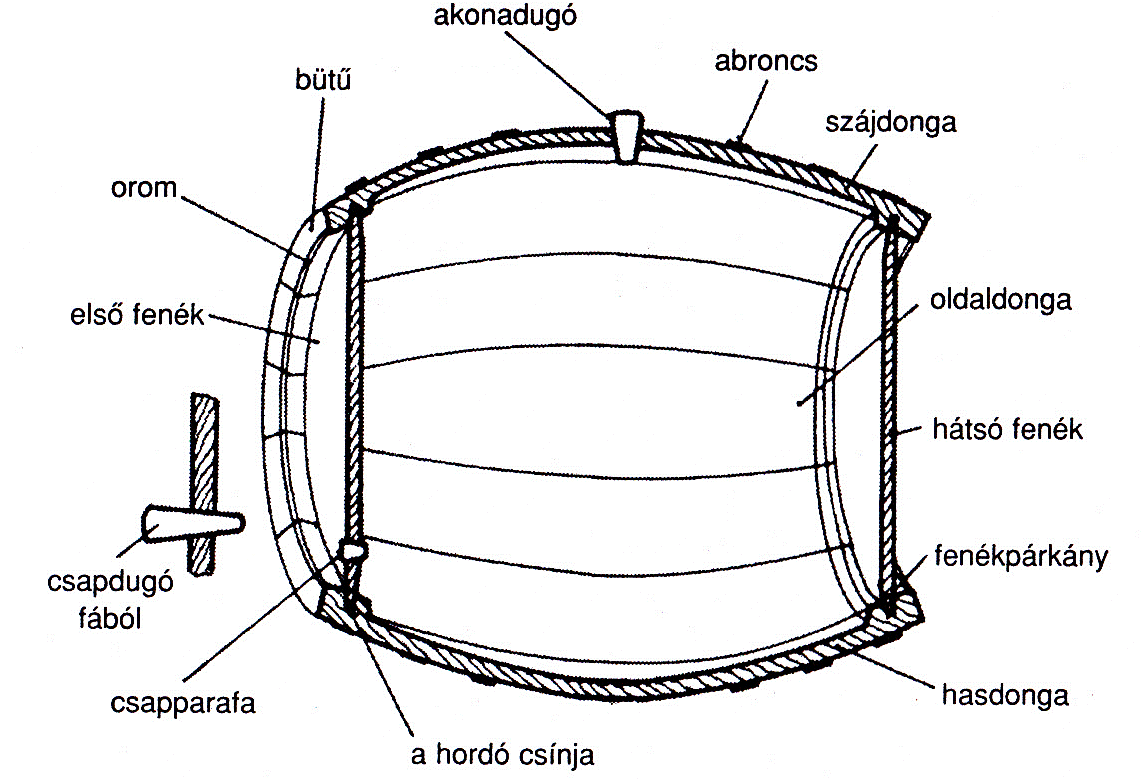 akonadugó
abroncs
bütű
szájdonga
orom
oldaldonga
első fenék
hátsó fenék
fenékpárkány
csapdugó
fából
hasdonga
csapparafa
a hordó csínja